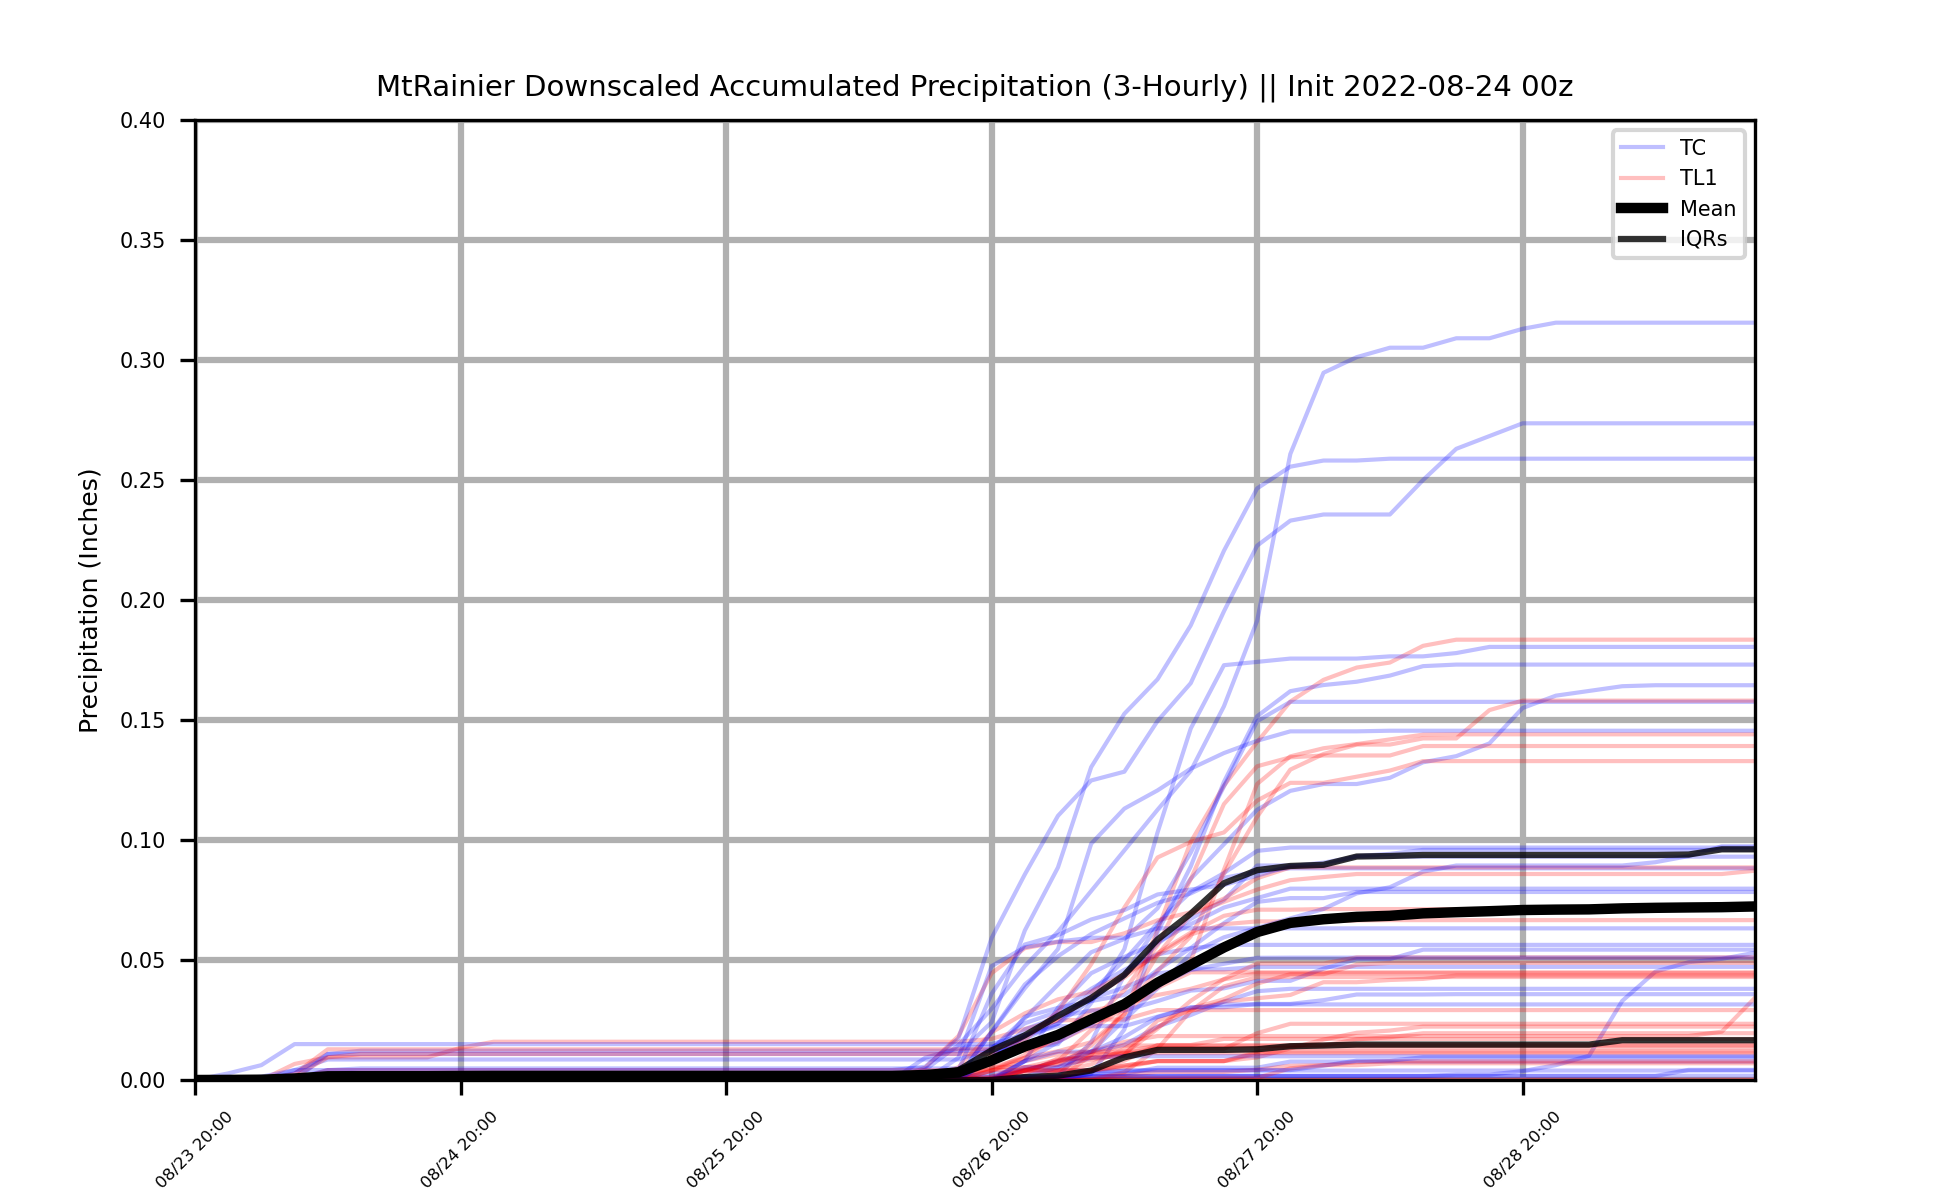 MtRainier Downscaled Accumulated Precipitation (3-Hourly) || Init 2022-08-24 00z
TC
TL1
Mean
IQRs
Precipitation (Inches)
0.40
0.35
0.30
0.25
0.20
0.15
0.10
0.05
0.00
08/23 20:00
08/24 20:00
08/25 20:00
08/26 20:00
08/27 20:00
08/28 20:00